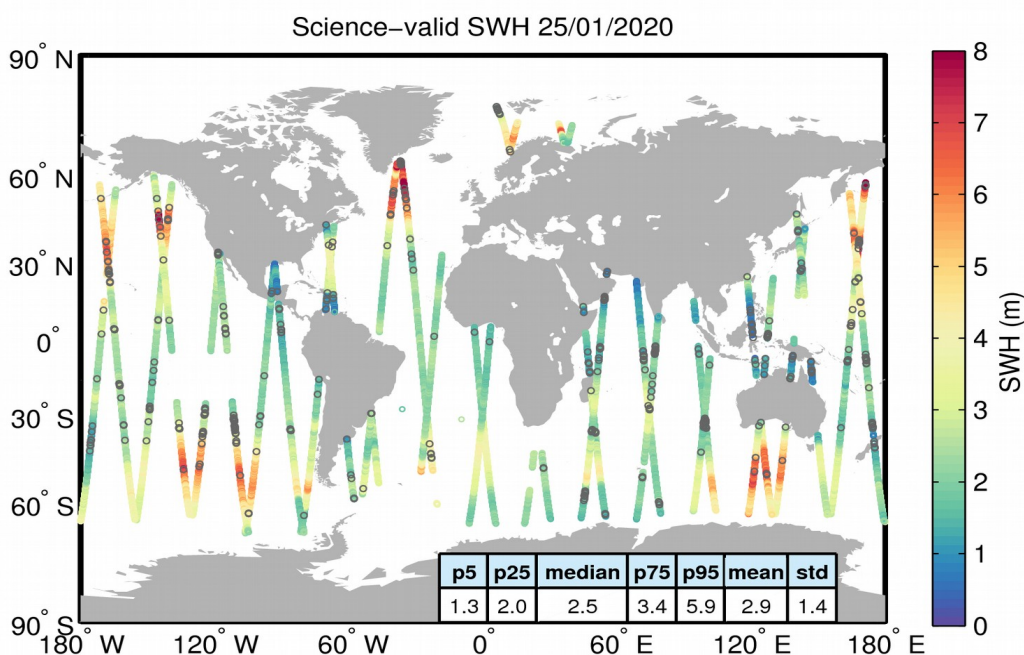 Science−valid SWH 25/01/2020
90° N
60° N
30° N
0°
30° S
60° S
90° S
180° W
120° W
60° W
0°
60° E
120° E
180° E
p5 p25 median p75 p95 mean std
1.3 2.0 2.5 3.4 5.9 2.9 1.4
8
7
6
5
4
3
2
1
0
SWH (m)